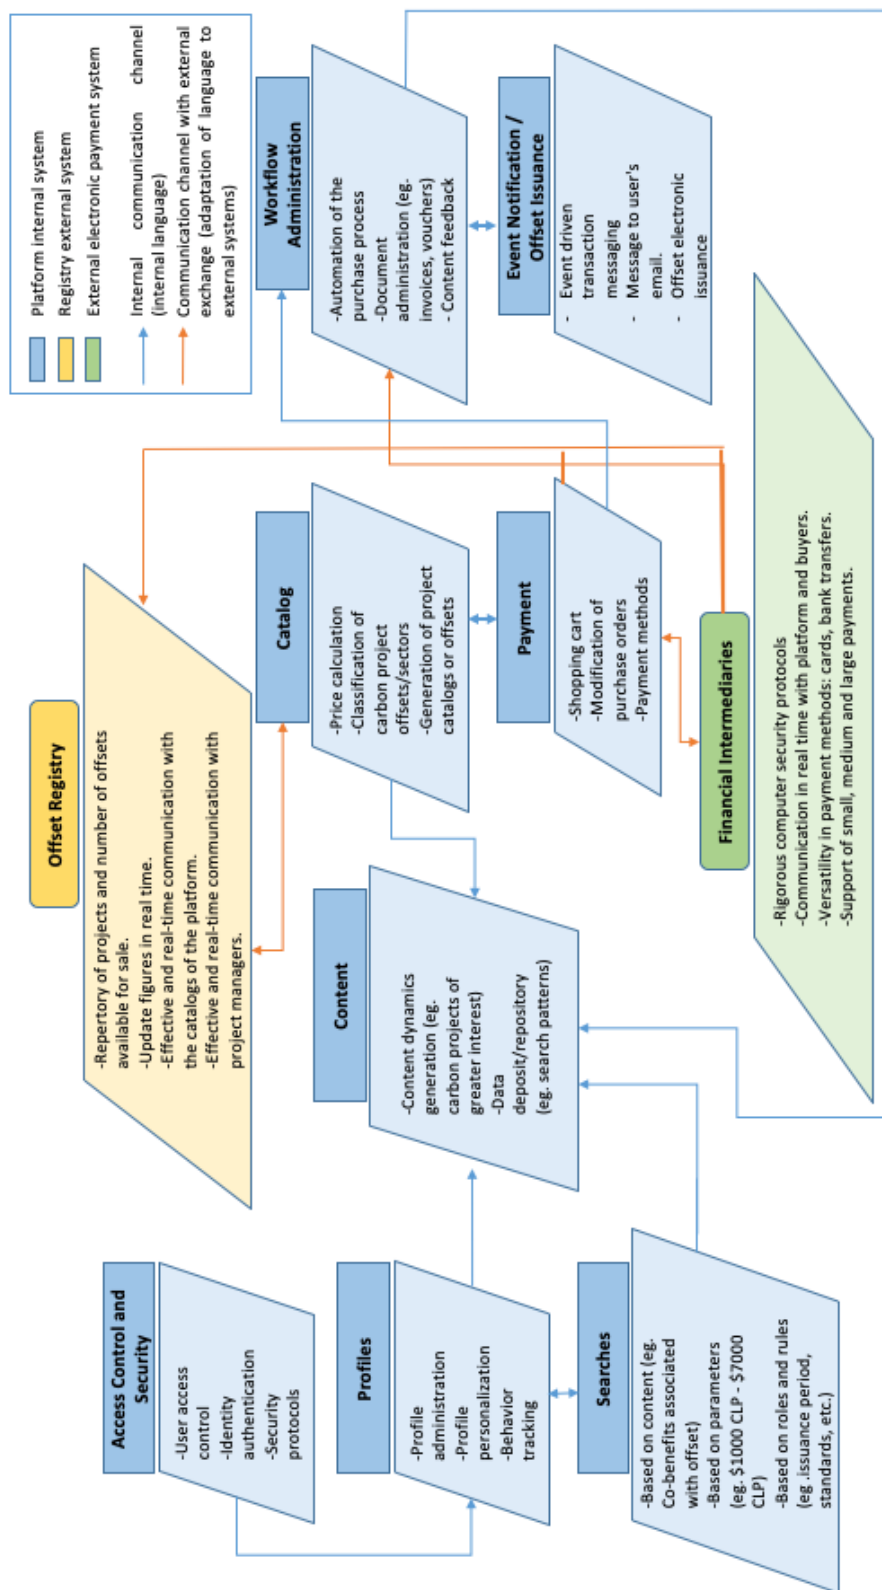 Platform internal system
Registry external system
External electronic payment system
Internal communication channel
(internal language)
Communication channel with external
exchange (adaptation of language to
external systems)
Offset Registry
-Repertory of projects and number of offsets
available for sale.
-Update figures in real time.
-Effective and real-time communication with
the catalogs of the platform.
-Effective and real-time communication with
project managers.
Access Control and
Security
-User access
control
-Identity
authentication
-Security
protocols
Profiles
-Profile
administration
-Profile
personalization
-Behavior
tracking
Searches
-Based on content (eg.
Co-benefits associated
with offset)
-Based on parameters
(eg. $1000 CLP - $7000
CLP)
-Based on roles and rules
(eg .issuance period,
standards, etc.)
Content
-Content dynamics
generation (eg.
carbon projects of
greater interest)
-Data
deposit/repository
(eg. search patterns)
Catalog
-Price calculation
-Classification of
carbon project
offsets/sectors
-Generation of project
catalogs or offsets
Payment
-Shopping cart
-Modification of
purchase orders
-Payment methods
Workflow
Administration
-Automation of the
purchase process
-Document
administration (eg.
invoices, vouchers)
- Content feedback
Event Notification /
Offset Issuance
- Event driven
transaction
messaging
- Message to user's
email.
- Offset electronic
issuance
Financial Intermediaries
-Rigorous computer security protocols
-Communication in real time with platform and buyers.
-Versatility in payment methods: cards, bank transfers.
-Support of small, medium and large payments.